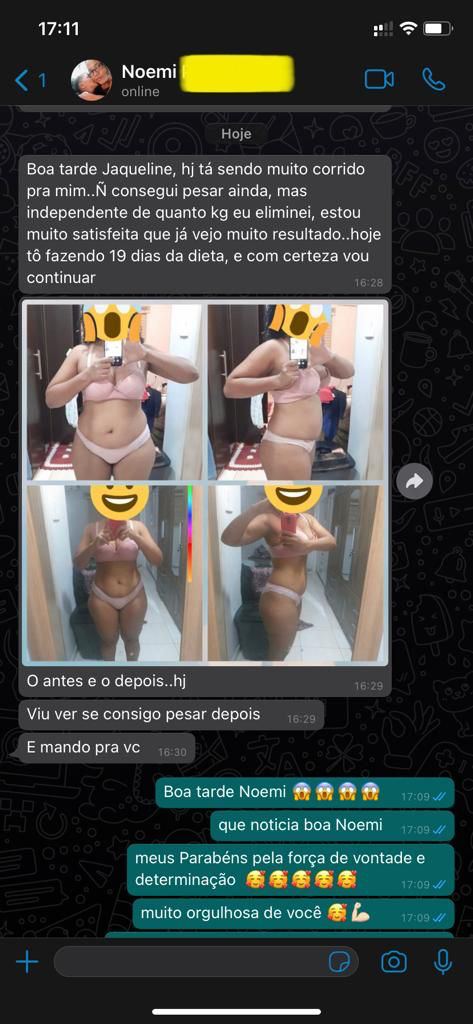 17:11
1
Noemi
online
Hoje
Boa tarde Jaqueline, hj tá sendo muito corrido
pra mim..Ñ consegui pesar ainda, mas
independente de quanto kg eu eliminei, estou
muito satisfeita que já vejo muito resultado..hoje
tô fazendo 19 dias da dieta, e com certeza vou
continuar
16:28
O antes e o depois..hj
16:29
Viu ver se consigo pesar depois
16:29
E mando pra vc
16:30
Boa tarde Noemi 😱😱😱😱
17:09
que noticia boa Noemi
17:09
meus Parabéns pela força de vontade e
determinação 🥰🥰🥰🥰🥰
17:09
muito orgulhosa de você 🥰💪🏻
17:09